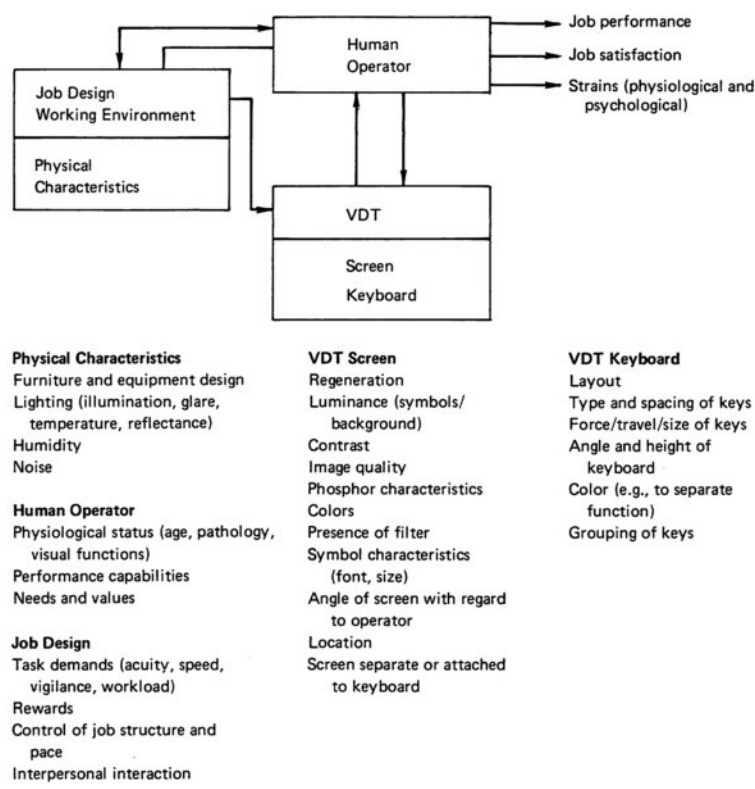 Job performance
Human
Operator
Job satisfaction
Strains (physiological and
psychological)
Job Design
Working Environment
Physical
Characteristics
VDT
Screen
Keyboard
Physical Characteristics
Furniture and equipment design
Lighting (illumination, glare,
temperature, reflectance)
Humidity
Noise
Human Operator
Physiological status (age, pathology,
visual functions)
Performance capabilities
Needs and values
Job Design
Task demands (acuity, speed,
vigilance, workload)
Rewards
Control of job structure and
pace
Interpersonal interaction
VDT Screen
Regeneration
Luminance (symbols/
background)
Contrast
Image quality
Phosphor characteristics
Colors
Presence of filter
Symbol characteristics
(font, size)
Angle of screen with regard
to operator
Location
Screen separate or attached
to keyboard
VDT Keyboard
Layout
Type and spacing of keys
Force/travel/size of keys
Angle and height of
keyboard
Color (e.g., to separate
function)
Grouping of keys